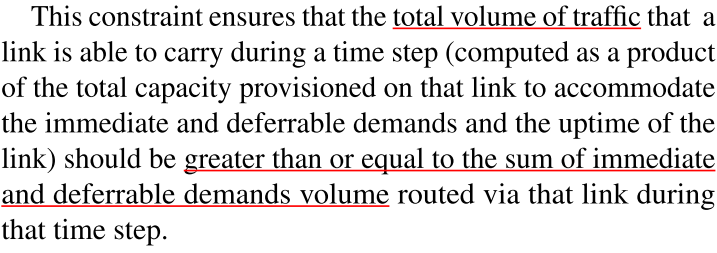 This constraint ensures that the total volume of traffic that a
link is able to carry during a time step (computed as a product
of the total capacity provisioned on that link to accommodate
the immediate and deferrable demands and the uptime of the
link) should be greater than or equal to the sum of immediate
and deferrable demands volume routed via that link during
that time step.